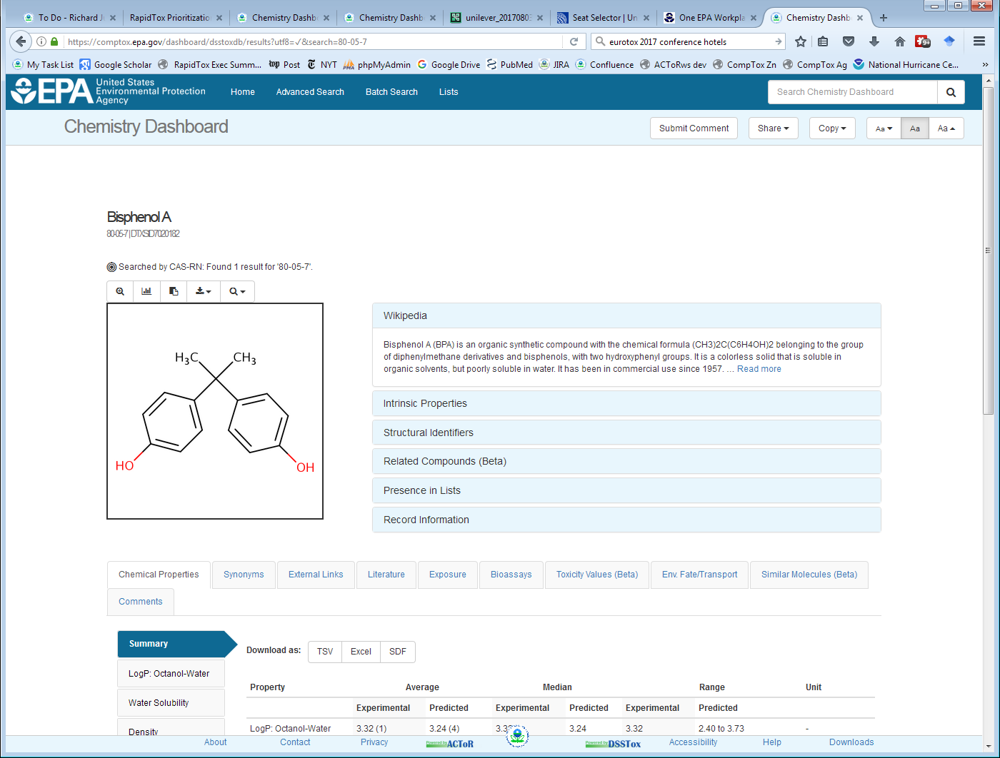 To Do - Richard J
RapidTox Prioritizatio
Chemistry Dashbo
Chemistry Dashb
unilever_2017080
Seat Selector | Un
One EPA Workpla
Chemistry Dashb
https://comptox.epa.gov/dashboard/dsstoxdb/results?utf8=✓&search=80-05-7
eurotox 2017 conference hotels
9+
My Task List
Google Scholar
RapidTox Exec Summ...
wp Post
NYT
phpMyAdmin
Google Drive
PubMed
JIRA
Confluence
ACToRws dev
CompTox Zn
CompTox Ag
National Hurricane Ce...
EPA United States
Environmental Protection
Agency
Home
Advanced Search
Batch Search
Lists
Search Chemistry Dashboard
Chemistry Dashboard
Submit Comment
Share
Copy
Aa
Aa
Aa
Bisphenol A
80-05-7 | DTXSID7020182
Searched by CAS-RN: Found 1 result for '80-05-7'.
H3C
CH3
HO
OH
Wikipedia
Bisphenol A (BPA) is an organic synthetic compound with the chemical formula (CH3)2C(C6H4OH)2 belonging to the group
of diphenylmethane derivatives and bisphenols, with two hydroxyphenyl groups. It is a colorless solid that is soluble in
organic solvents, but poorly soluble in water. It has been in commercial use since 1957. ... Read more
Intrinsic Properties
Structural Identifiers
Related Compounds (Beta)
Presence in Lists
Record Information
Chemical Properties
Synonyms
External Links
Literature
Exposure
Bioassays
Toxicity Values (Beta)
Env. Fate/Transport
Similar Molecules (Beta)
Comments
Summary
LogP: Octanol-Water
Water Solubility
Density
Download as:
TSV
Excel
SDF
Property Average Median Range Unit
Experimental Predicted Experimental Predicted Experimental Predicted
LogP: Octanol-Water 3.32 (1) 3.24 (4) 3.3 3.24 3.32 2.40 to 3.73 -
About
Contact
Privacy
Powered by ACToR
Powered by DSSTox
Accessibility
Help
Downloads